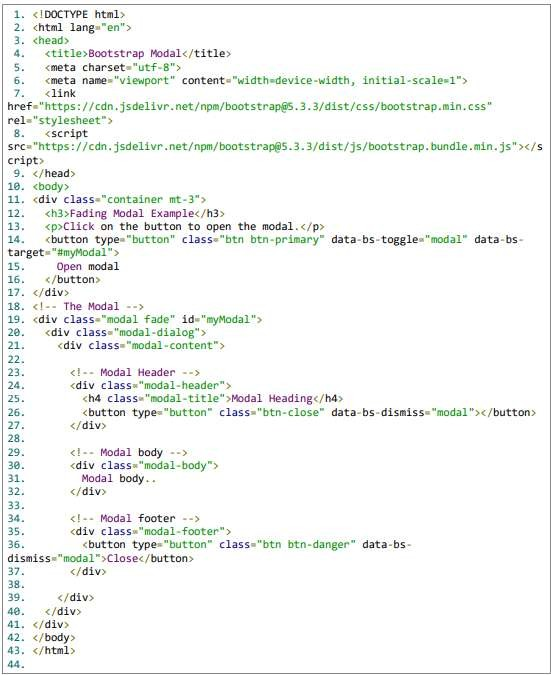 1. <!DOCTYPE html>
2. <html lang="en">
3. <head>
4. <title>Bootstrap Modal</title>
5. <meta charset="utf-8">
6. <meta name="viewport" content="width=device-width, initial-scale=1">
7. <link
href="https://cdn.jsdelivr.net/npm/bootstrap@5.3.3/dist/css/bootstrap.min.css"
rel="stylesheet">
8. <script
src="https://cdn.jsdelivr.net/npm/bootstrap@5.3.3/dist/js/bootstrap.bundle.min.js"></s
cript>
9. </head>
10. <body>
11. <div class="container mt-3">
12. <h3>Fading Modal Example</h3>
13. <p>Click on the button to open the modal.</p>
14. <button type="button" class="btn btn-primary" data-bs-toggle="modal" data-bs-
target="#myModal">
15. Open modal
16. </button>
17. </div>
18. <!-- The Modal -->
19. <div class="modal fade" id="myModal">
20. <div class="modal-dialog">
21. <div class="modal-content">
22.
23. <!-- Modal Header -->
24. <div class="modal-header">
25. <h4 class="modal-title">Modal Heading</h4>
26. <button type="button" class="btn-close" data-bs-dismiss="modal"></button>
27. </div>
28.
29. <!-- Modal body -->
30. <div class="modal-body">
31. Modal body..
32. </div>
33.
34. <!-- Modal footer -->
35. <div class="modal-footer">
36. <button type="button" class="btn btn-danger" data-bs-
dismiss="modal">Close</button>
37. </div>
38.
39. </div>
40. </div>
41. </div>
42. </body>
43. </html>
44.